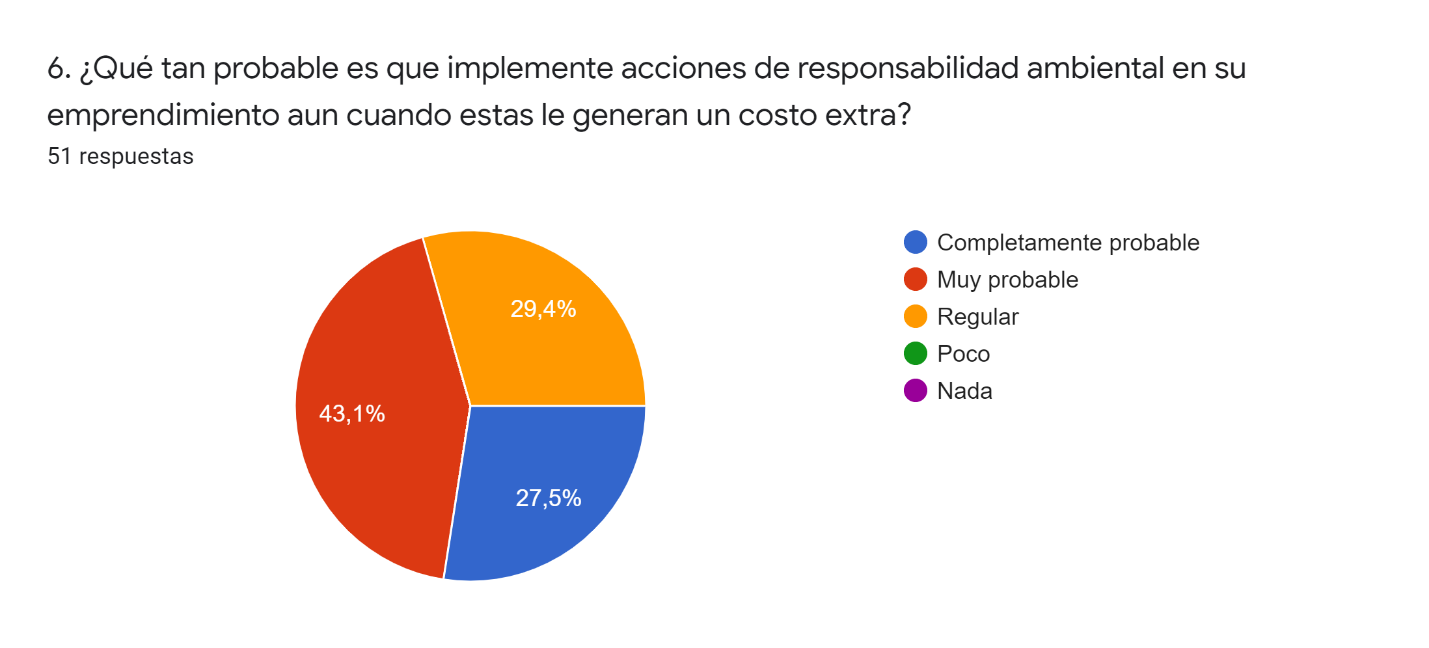 6. ¿Qué tan probable es que implemente acciones de responsabilidad ambiental en su
emprendimiento aun cuando estas le generan un costo extra?
51 respuestas
Completamente probable
Muy probable
Regular
Poco
Nada
29,4%
43,1%
27,5%